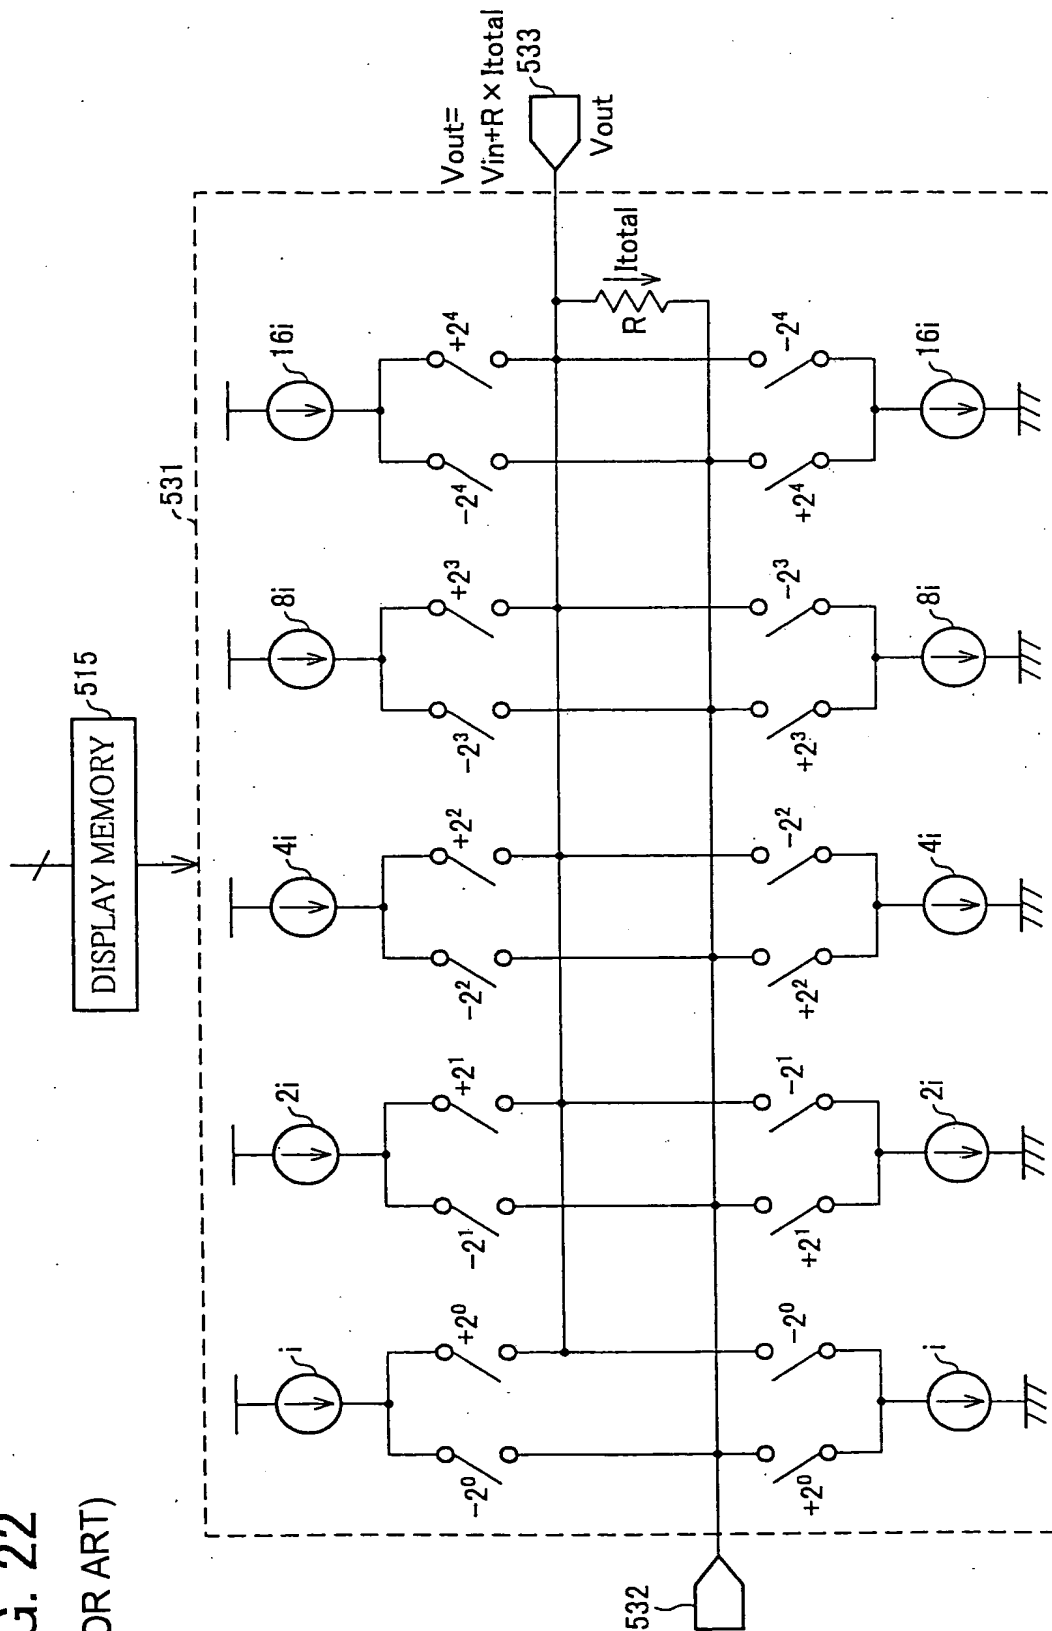 G. 22
OR ART)
DISPLAY MEMORY
515
531
i
2i
4i
8i
16i
−2⁰
+2⁰
−2¹
+2¹
−2²
+2²
−2³
+2³
−2⁴
+2⁴
Vout=
Vin+R × Itotal
533
Vout
R
Itotal
532
+2⁰
−2⁰
+2¹
−2¹
+2²
−2²
+2³
−2³
+2⁴
−2⁴
i
2i
4i
8i
16i